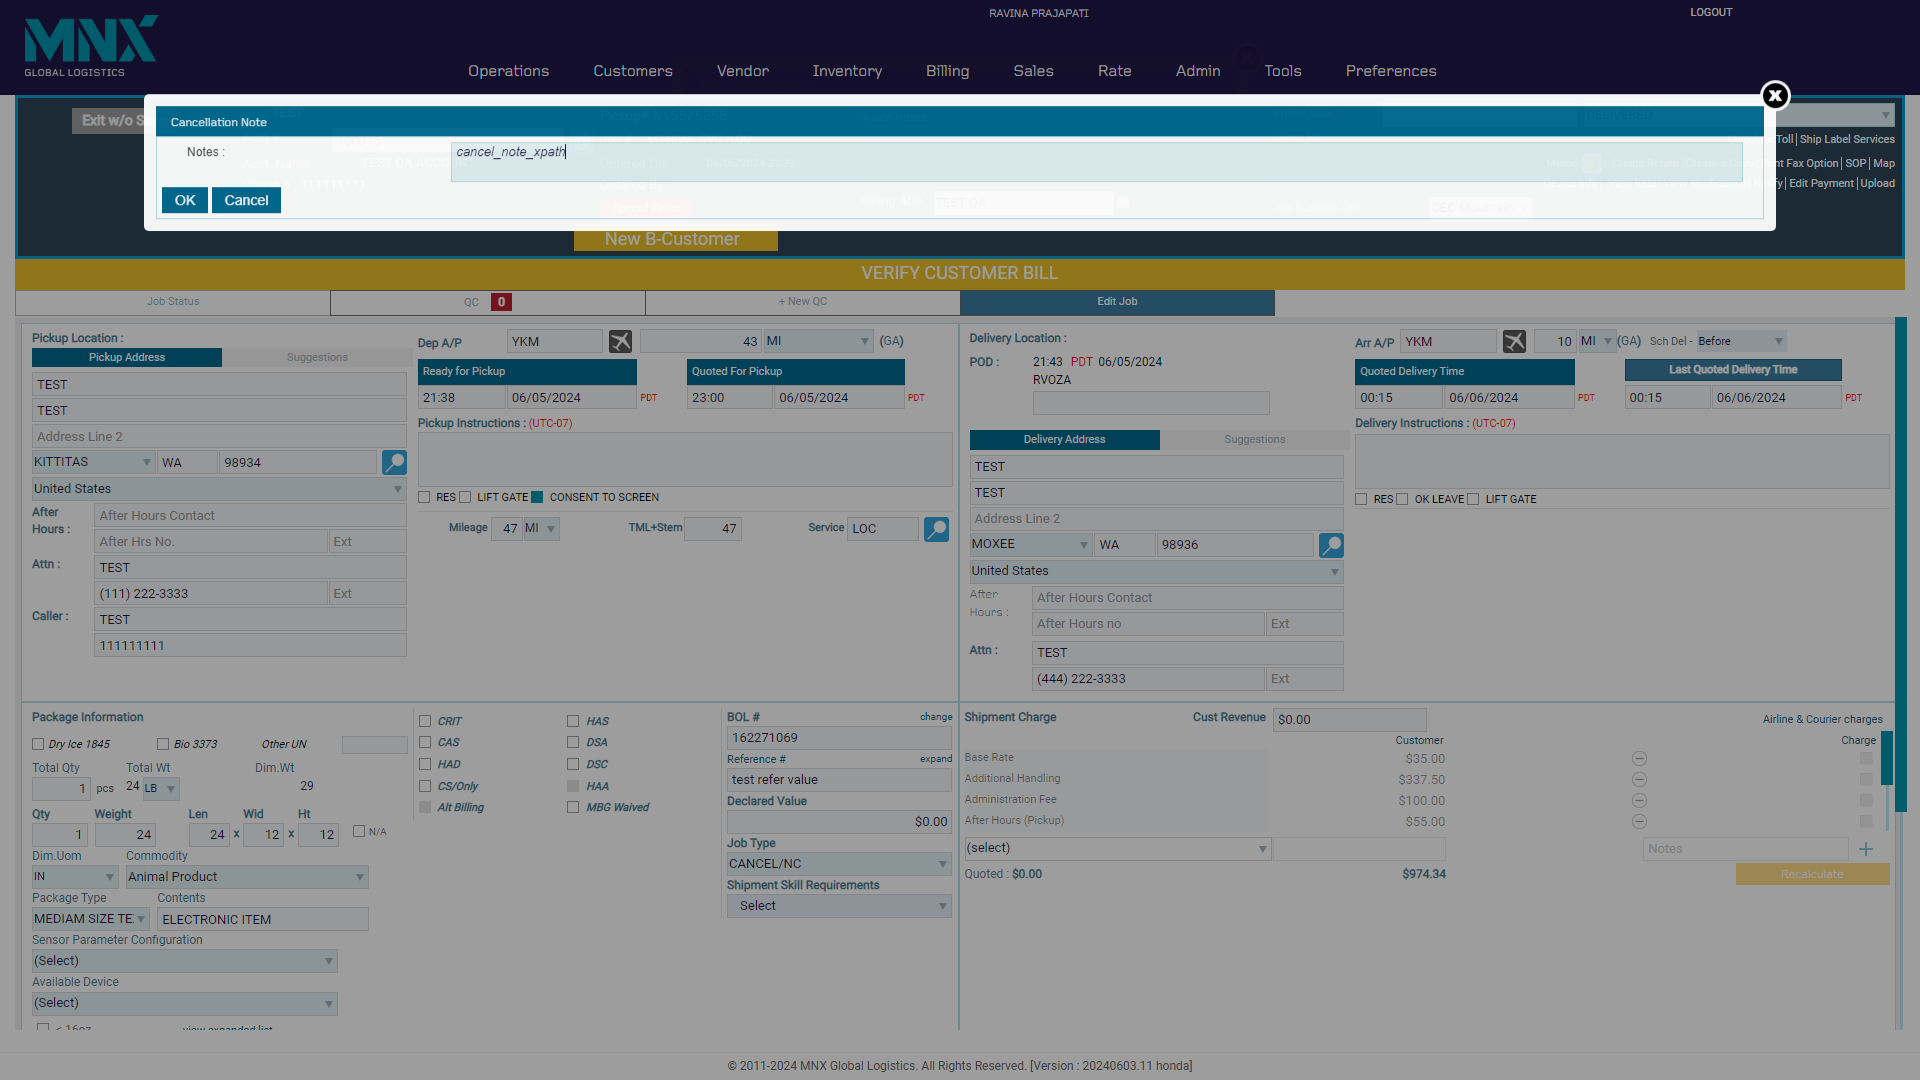 RAVINA PRAJAPATI
LOGOUT
MNX
GLOBAL LOGISTICS
Operations Customers Vendor Inventory Billing Sales Rate Admin Tools Preferences
Exit w/o S
Cancellation Note
Notes :
cancel_note_xpath
OK Cancel
Toll | Ship Label Services
nt Fax Option | SOP | Map
Edit Payment | Upload
New B-Customer
VERIFY CUSTOMER BILL
Job Status
QC 0
+ New QC
Edit Job
Pickup Location :
Pickup Address
Suggestions
TEST
TEST
Address Line 2
KITTITAS WA 98934
United States
After Hours : After Hours Contact
After Hrs No. Ext
Attn : TEST
(111) 222-3333 Ext
Caller : TEST
111111111
Dep A/P YKM 43 MI (GA)
Ready for Pickup
21:38 06/05/2024 PDT
Quoted For Pickup
23:00 06/05/2024 PDT
Pickup Instructions : (UTC-07)
RES LIFT GATE CONSENT TO SCREEN
Mileage 47 MI TML+Stem 47 Service LOC
Delivery Location :
POD : 21:43 PDT 06/05/2024
RVOZA
Delivery Address
Suggestions
TEST
TEST
Address Line 2
MOXEE WA 98936
United States
After Hours : After Hours Contact
After Hours no Ext
Attn : TEST
(444) 222-3333 Ext
Arr A/P YKM 10 MI (GA) Sch Del - Before
Quoted Delivery Time
00:15 06/06/2024 PDT
Last Quoted Delivery Time
00:15 06/06/2024 PDT
Delivery Instructions : (UTC-07)
RES OK LEAVE LIFT GATE
Package Information
Dry Ice 1845 Bio 3373 Other UN
Total Qty Total Wt Dim.Wt
1 pcs 24 LB 29
Qty Weight Len Wid Ht
1 24 24 x 12 x 12 N/A
Dim.Uom Commodity
IN Animal Product
Package Type Contents
MEDIAM SIZE TE: ELECTRONIC ITEM
Sensor Parameter Configuration
(Select)
Available Device
(Select)
CRIT HAS
CAS DSA
HAD DSC
CS/Only HAA
Alt Billing MBG Waived
BOL # change
162271069
Reference # expand
test refer value
Declared Value
$0.00
Job Type
CANCEL/NC
Shipment Skill Requirements
Select
Shipment Charge Cust Revenue $0.00
Airline & Courier charges
Customer Charge
Base Rate $35.00
Additional Handling $337.50
Administration Fee $100.00
After Hours (Pickup) $55.00
(select) Notes +
Quoted : $0.00 $974.34
Recalculate
© 2011-2024 MNX Global Logistics. All Rights Reserved. [Version : 20240603.11 honda]